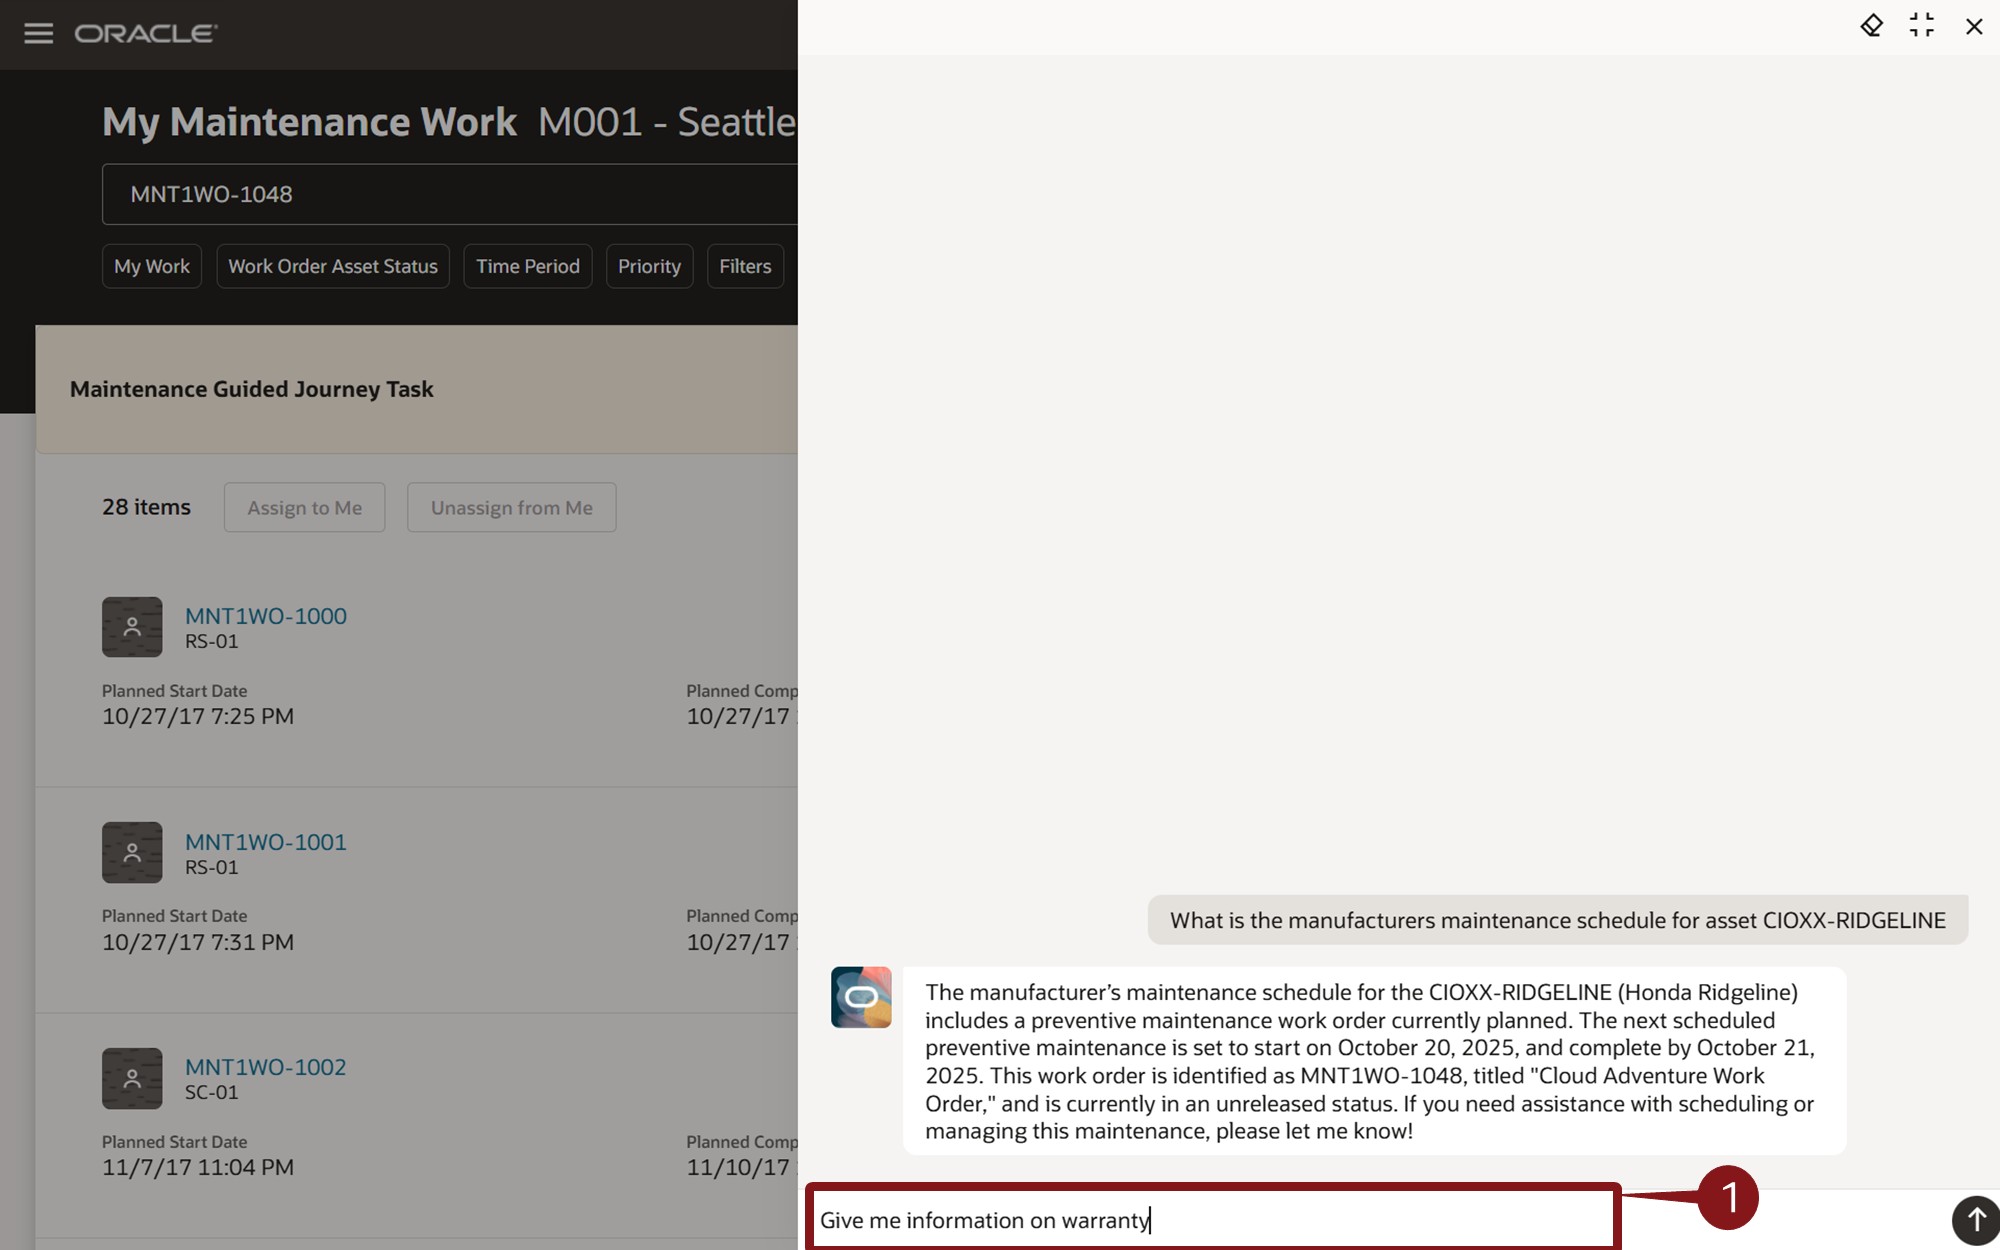 ORACLE
My Maintenance Work M001 - Seattle
MNT1WO-1048
My Work Work Order Asset Status Time Period Priority Filters
Maintenance Guided Journey Task
28 items Assign to Me Unassign from Me
MNT1WO-1000
RS-01
Planned Start Date Planned Comp
10/27/17 7:25 PM 10/27/17
MNT1WO-1001
RS-01
Planned Start Date Planned Comp
10/27/17 7:31 PM 10/27/17
MNT1WO-1002
SC-01
Planned Start Date Planned Comp
11/7/17 11:04 PM 11/10/17
What is the manufacturers maintenance schedule for asset CIOXX-RIDGELINE
The manufacturer’s maintenance schedule for the CIOXX-RIDGELINE (Honda Ridgeline)
includes a preventive maintenance work order currently planned. The next scheduled
preventive maintenance is set to start on October 20, 2025, and complete by October 21,
2025. This work order is identified as MNT1WO-1048, titled "Cloud Adventure Work
Order," and is currently in an unreleased status. If you need assistance with scheduling or
managing this maintenance, please let me know!
1
Give me information on warranty